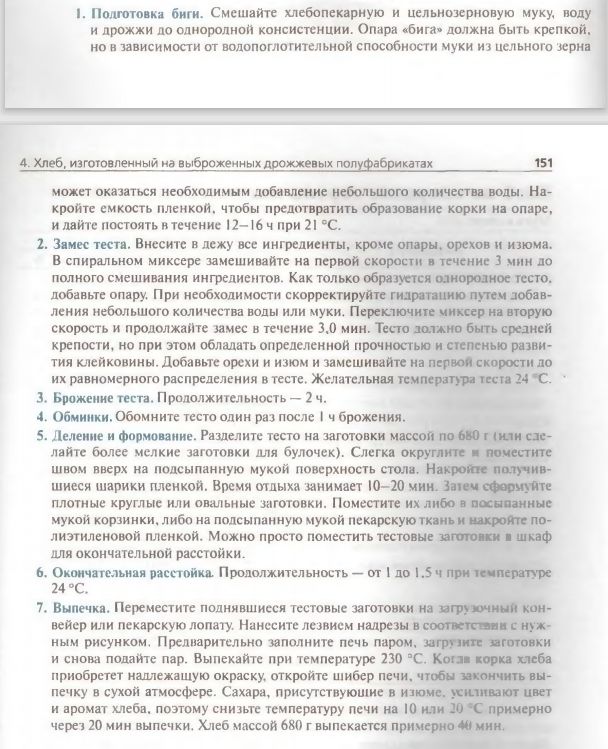 1. Подготовка биги. Смешайте хлебопекарную и цельнозерновую муку, воду
и дрожжи до однородной консистенции. Опара «бига» должна быть крепкой,
но в зависимости от водопоглотительной способности муки из цельного зерна
4. Хлеб, изготовленный на выброженных дрожжевых полуфабрикатах 151
может оказаться необходимым добавление небольшого количества воды. На-
кройте емкость пленкой, чтобы предотвратить образование корки на опаре,
и дайте постоять в течение 12—16 ч при 21 °C.
2. Замес теста. Внесите в дежу все ингредиенты, кроме опары, орехов и изюма.
В спиральном миксере замешивайте на первой скорости в течение 3 мин до
полного смешивания ингредиентов. Как только образуется однородное тесто,
добавьте опару. При необходимости скорректируйте гидратацию путем добав-
ления небольшого количества воды или муки. Переключите миксер на вторую
скорость и продолжайте замес в течение 3,0 мин. Тесто должно быть средней
крепости, но при этом обладать определенной прочностью и степенью разви-
тия клейковины. Добавьте орехи и изюм и замешивайте на первой скорости до
их равномерного распределения в тесте. Желательная температура теста 24 °C.
3. Брожение теста. Продолжительность — 2 ч.
4. Обминки. Обомните тесто один раз после 1 ч брожения.
5. Деление и формование. Разделите тесто на заготовки массой по 680 г (или сде-
лайте более мелкие заготовки для булочек). Слегка округлите и поместите
швом вверх на подсыпанную мукой поверхность стола. Накройте получив-
шиеся шарики пленкой. Время отдыха занимает 10—20 мин. Затем сформуйте
плотные круглые или овальные заготовки. Поместите их либо в посыпанные
мукой корзинки, либо на подсыпанную мукой пекарскую ткань и накройте по-
лиэтиленовой пленкой. Можно просто поместить тестовые заготовки в шкаф
для окончательной расстойки.
6. Окончательная расстойка. Продолжительность — от 1 до 1,5 ч при температуре
24 °C.
7. Выпечка. Переместите поднявшиеся тестовые заготовки на загрузочный кон-
вейер или пекарскую лопату. Нанесите лезвием надрезы в соответствии с нуж-
ным рисунком. Предварительно заполните печь паром, загрузите заготовки
и снова подайте пар. Выпекайте при температуре 230 °C. Когда корка хлеба
приобретет надлежащую окраску, откройте шибер печи, чтобы закончить вы-
печку в сухой атмосфере. Сахара, присутствующие в изюме, усиливают цвет
и аромат хлеба, поэтому снизьте температуру печи на 10 или 20 °C примерно
через 20 мин выпечки. Хлеб массой 680 г выпекается примерно 40 мин.